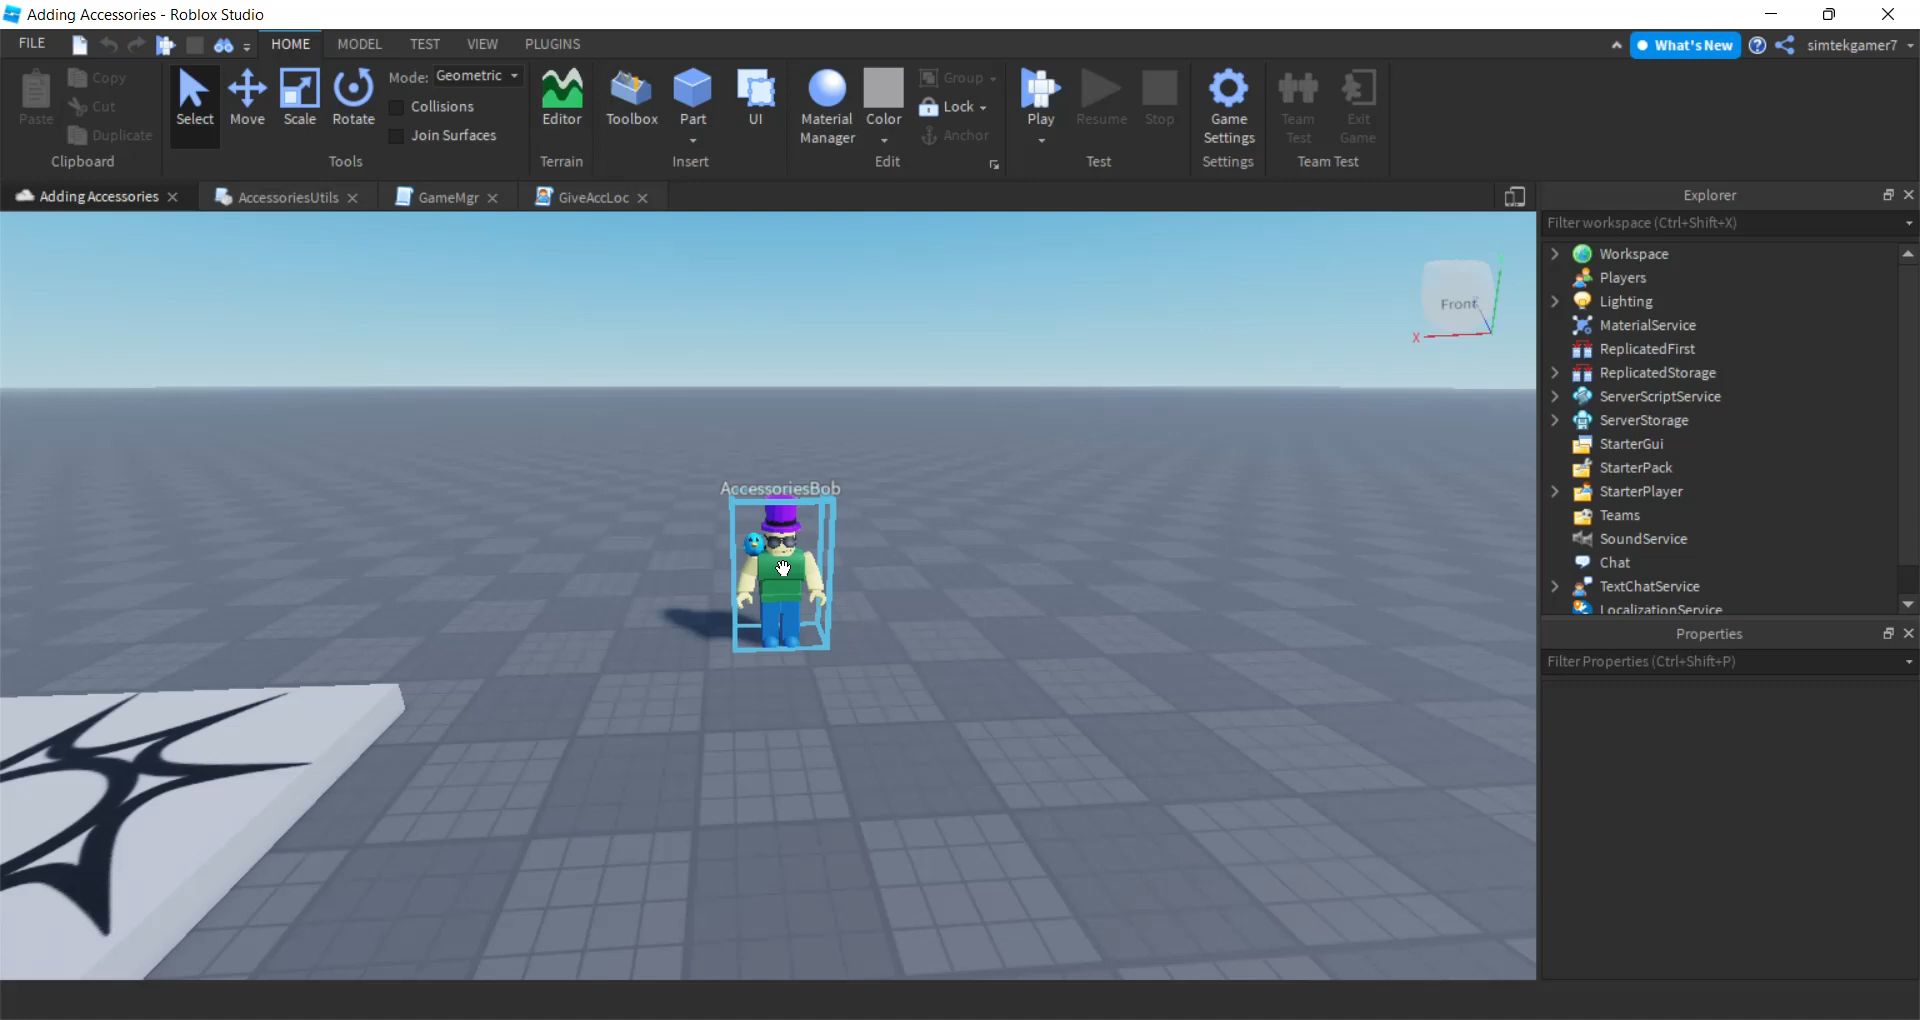 Adding Accessories - Roblox Studio
FILE HOME MODEL TEST VIEW PLUGINS What's New simtekgamer7
Paste Copy Cut Duplicate
Clipboard
Select Move Scale Rotate
Mode: Geometric
Collisions
Join Surfaces
Tools
Editor
Terrain
Toolbox Part UI
Insert
Material Manager Color Group Lock Anchor
Edit
Play Resume Stop
Test
Game Settings
Settings
Team Test Exit Game
Team Test
Adding Accessories AccessoriesUtils GameMgr GiveAccLoc
Front
X
AccessoriesBob
Explorer
Filter workspace (Ctrl+Shift+X)
Workspace
Players
Lighting
MaterialService
ReplicatedFirst
ReplicatedStorage
ServerScriptService
ServerStorage
StarterGui
StarterPack
StarterPlayer
Teams
SoundService
Chat
TextChatService
LocalizationService
Properties
Filter Properties (Ctrl+Shift+P)